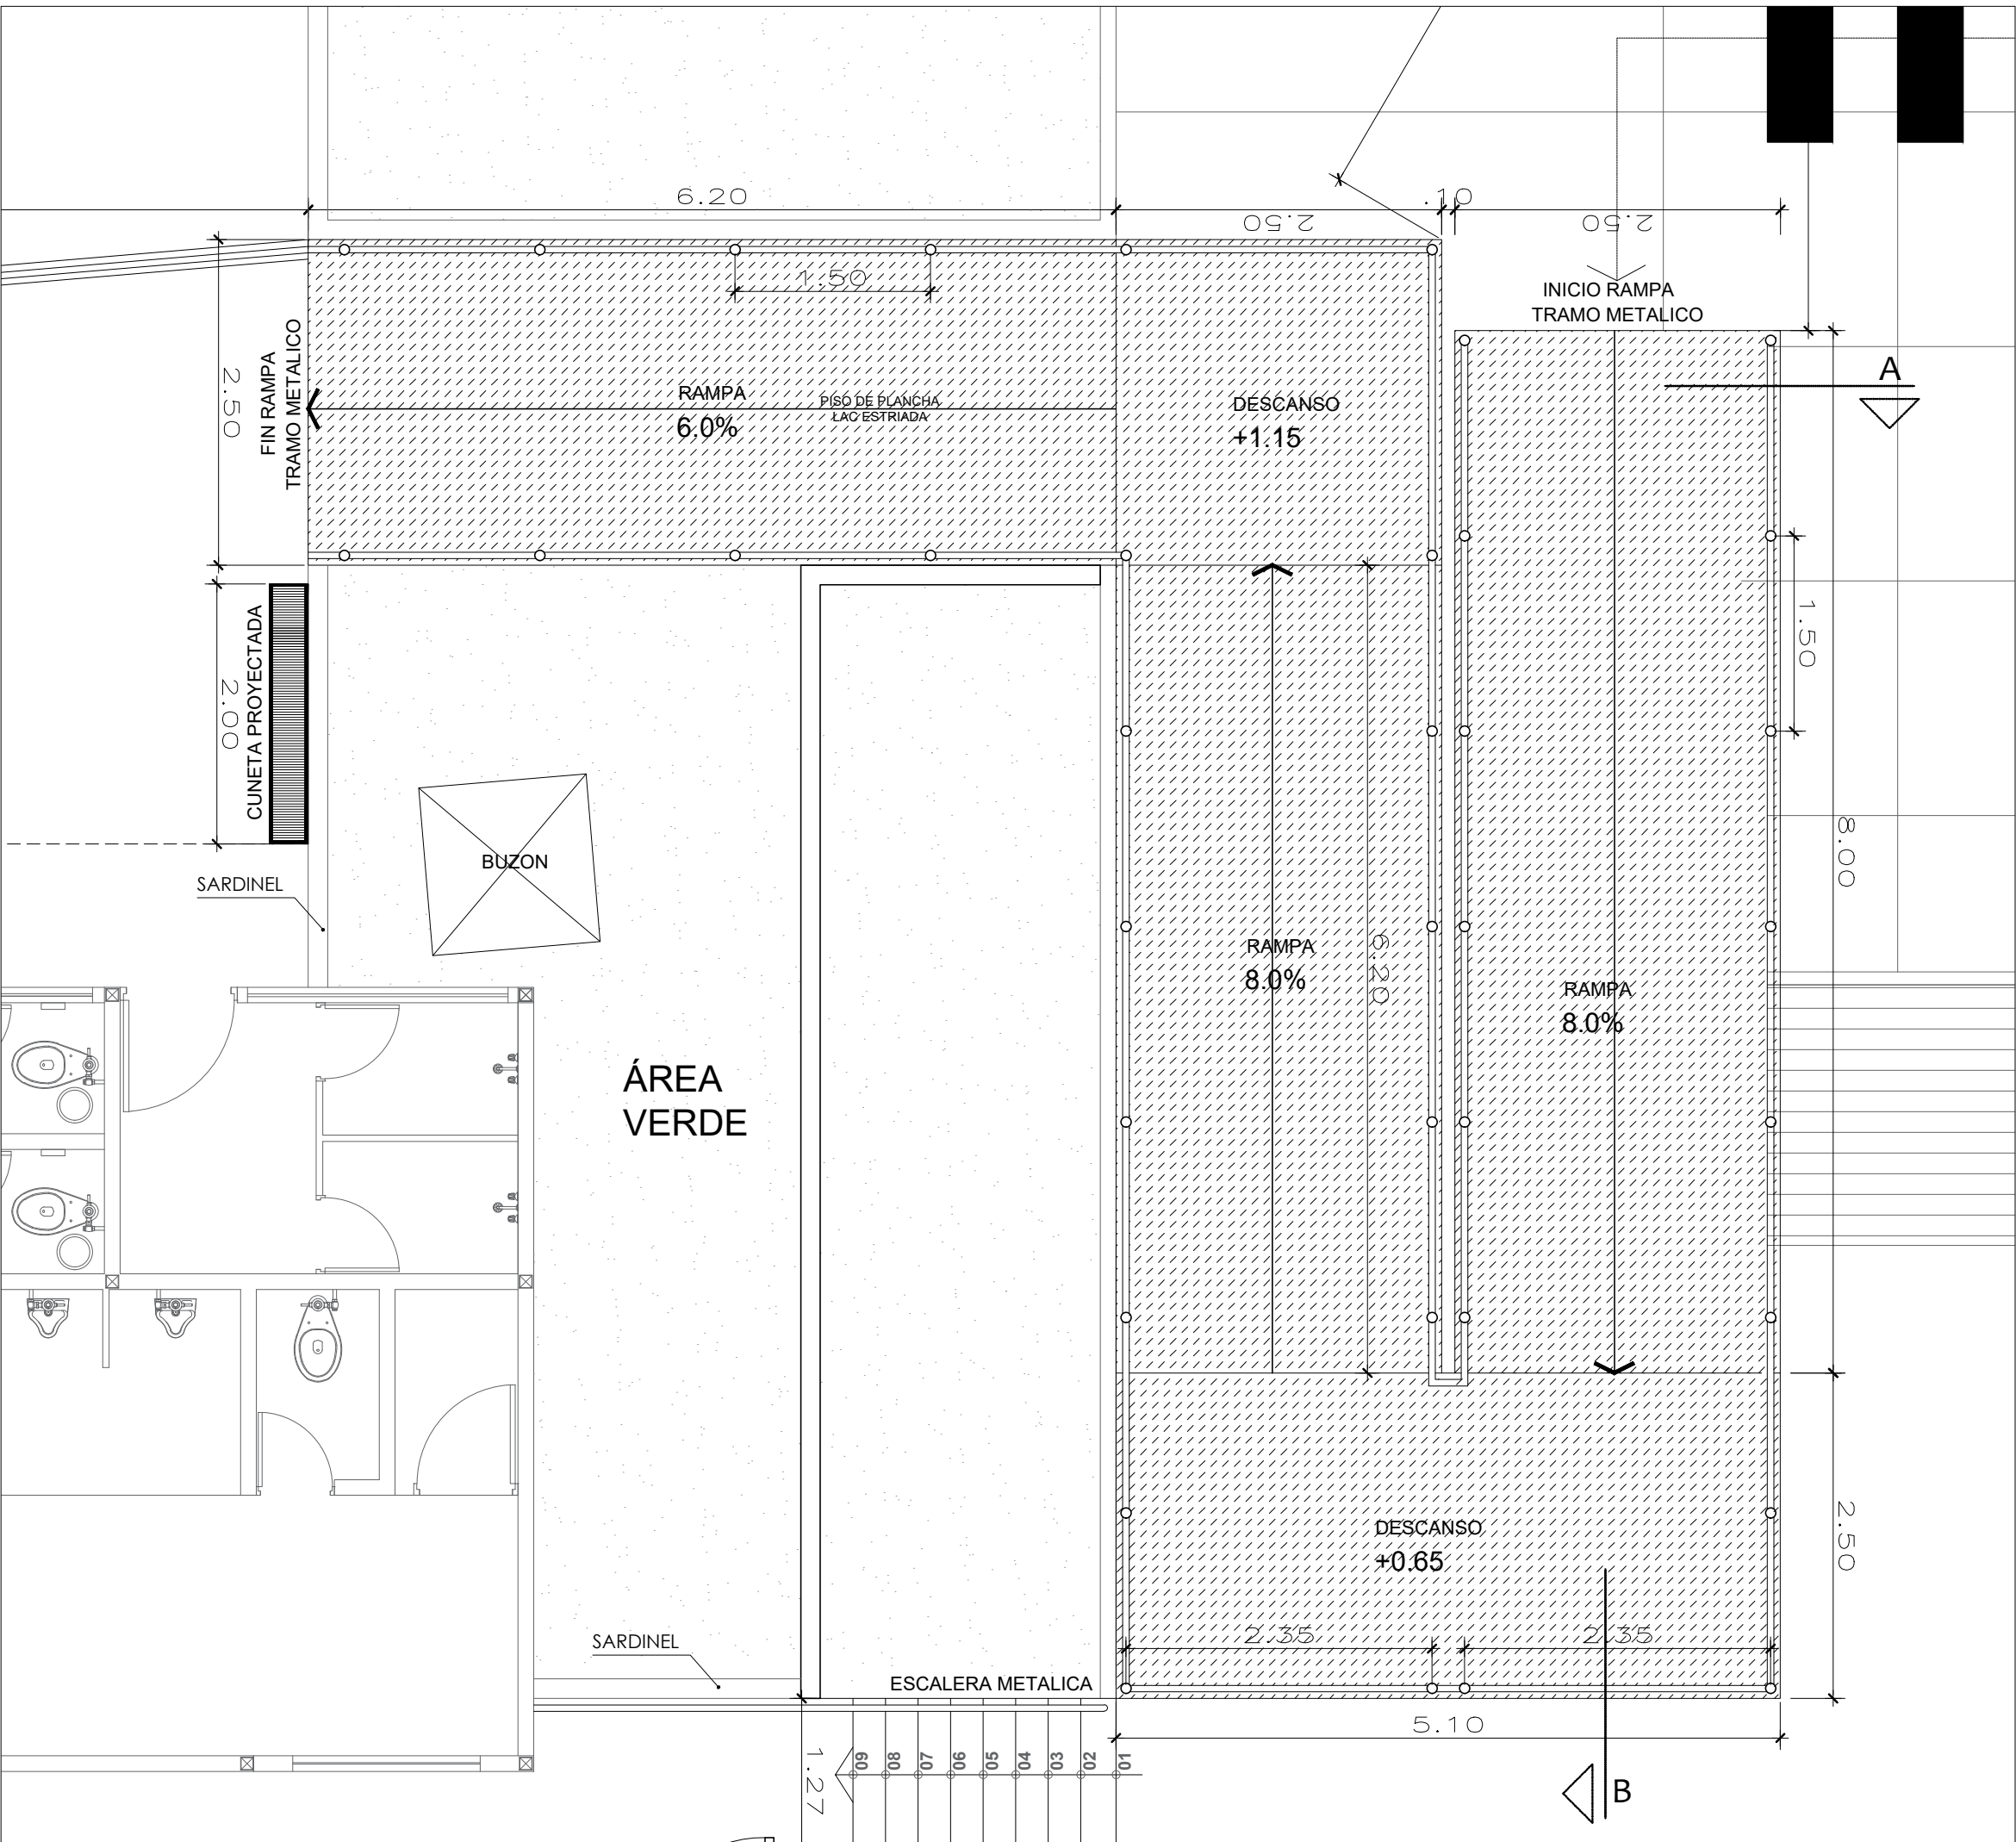 6.20
.10
2.50
2.50
1.50
INICIO RAMPA
TRAMO METALICO
FIN RAMPA
TRAMO METALICO
2.50
RAMPA
6.0%
PISO DE PLANCHA
LAC ESTRIADA
DESCANSO
+1.15
A
1.50
CUNETA PROYECTADA
2.00
8.00
BUZON
SARDINEL
RAMPA
8.0%
6.20
RAMPA
8.0%
ÁREA
VERDE
DESCANSO
+0.65
2.50
2.35
2.35
SARDINEL
ESCALERA METALICA
5.10
1.27
09
08
07
06
05
04
03
02
01
B